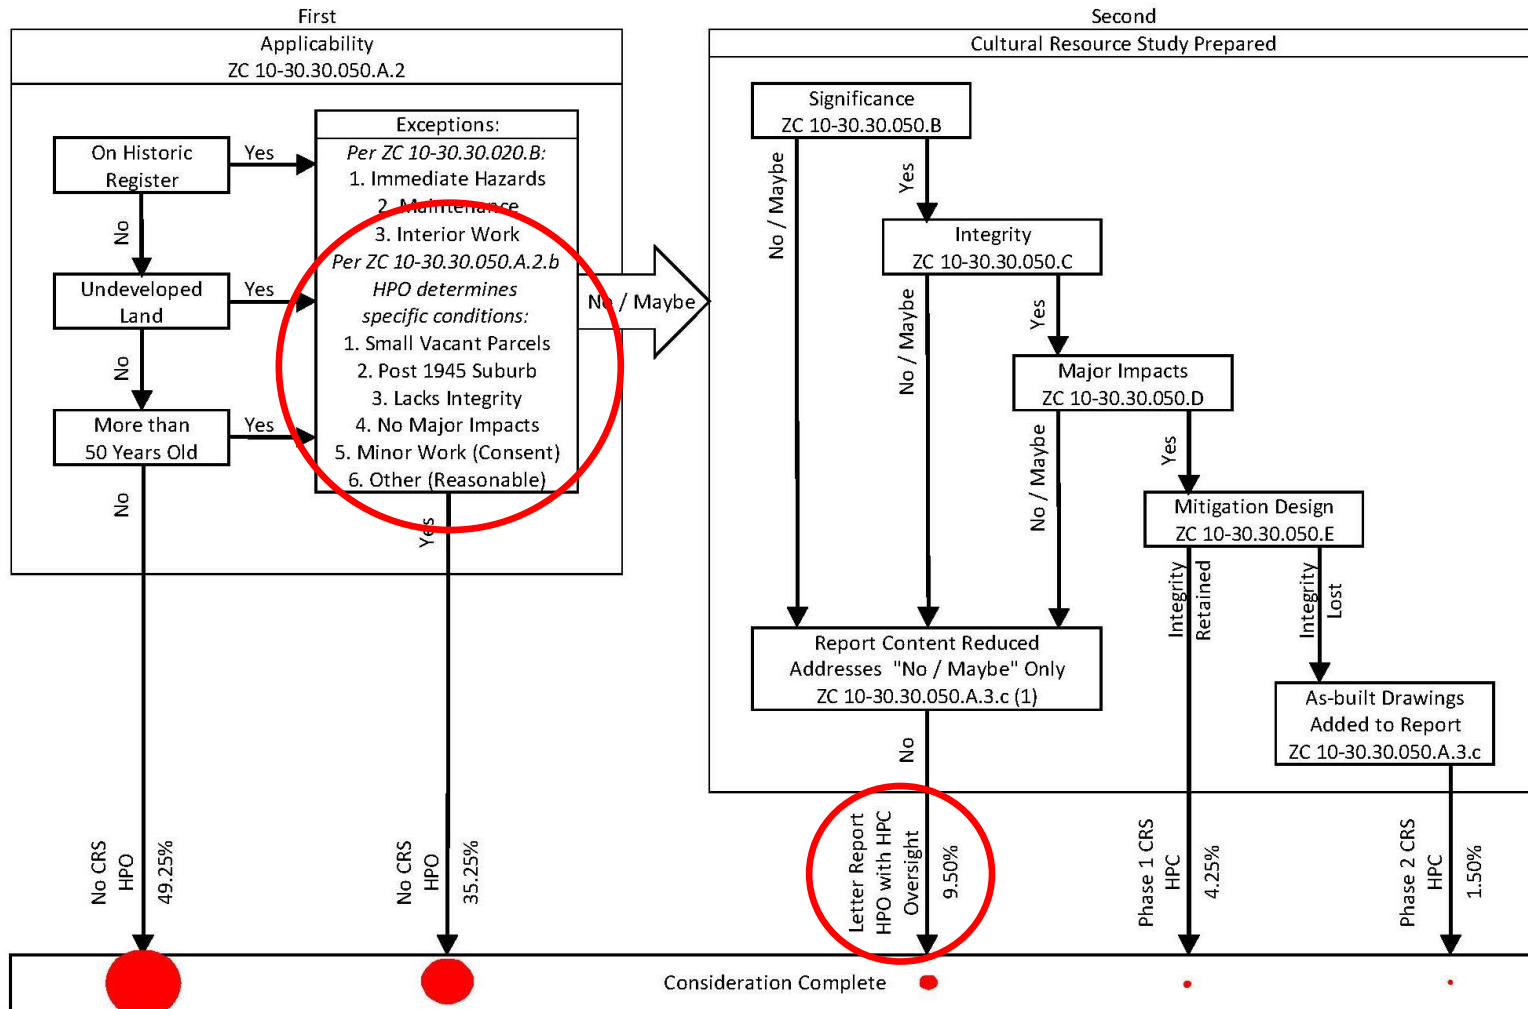 First
Applicability
ZC 10-30.30.050.A.2
On Historic
Register
Yes
No
Undeveloped
Land
Yes
No
More than
50 Years Old
Yes
No
Exceptions:
Per ZC 10-30.30.020.B:
1. Immediate Hazards
2. Maintenance
3. Interior Work
Per ZC 10-30.30.050.A.2.b
HPO determines
specific conditions:
1. Small Vacant Parcels
2. Post 1945 Suburb
3. Lacks Integrity
4. No Major Impacts
5. Minor Work (Consent)
6. Other (Reasonable)
Yes
No / Maybe
Second
Cultural Resource Study Prepared
Significance
ZC 10-30.30.050.B
No / Maybe
Yes
Integrity
ZC 10-30.30.050.C
No / Maybe
Yes
Major Impacts
ZC 10-30.30.050.D
No / Maybe
Yes
Mitigation Design
ZC 10-30.30.050.E
Integrity
Retained
Integrity
Lost
Report Content Reduced
Addresses "No / Maybe" Only
ZC 10-30.30.050.A.3.c (1)
No
As-built Drawings
Added to Report
ZC 10-30.30.050.A.3.c
No CRS
HPO
49.25%
No CRS
HPO
35.25%
Letter Report
HPO with HPC
Oversight
9.50%
Phase 1 CRS
HPC
4.25%
Phase 2 CRS
HPC
1.50%
Consideration Complete